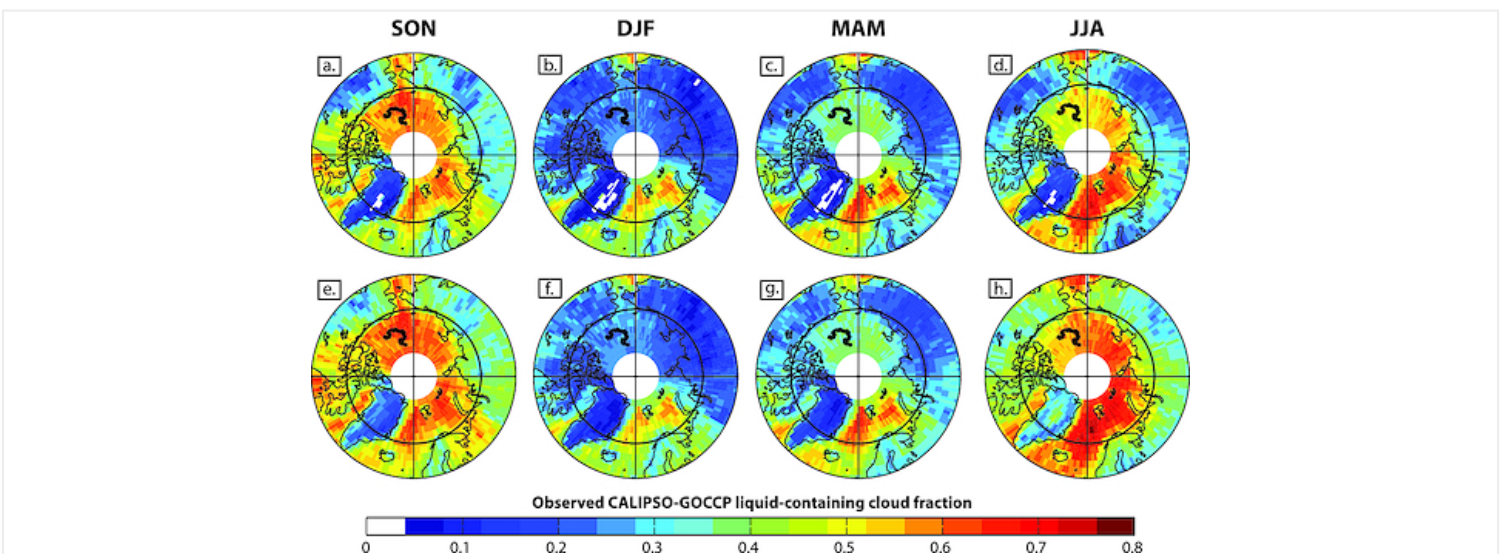 SON DJF MAM JJA
a. b. c. d.
e. f. g. h.
Observed CALIPSO-GOCCP liquid-containing cloud fraction
0 0.1 0.2 0.3 0.4 0.5 0.6 0.7 0.8